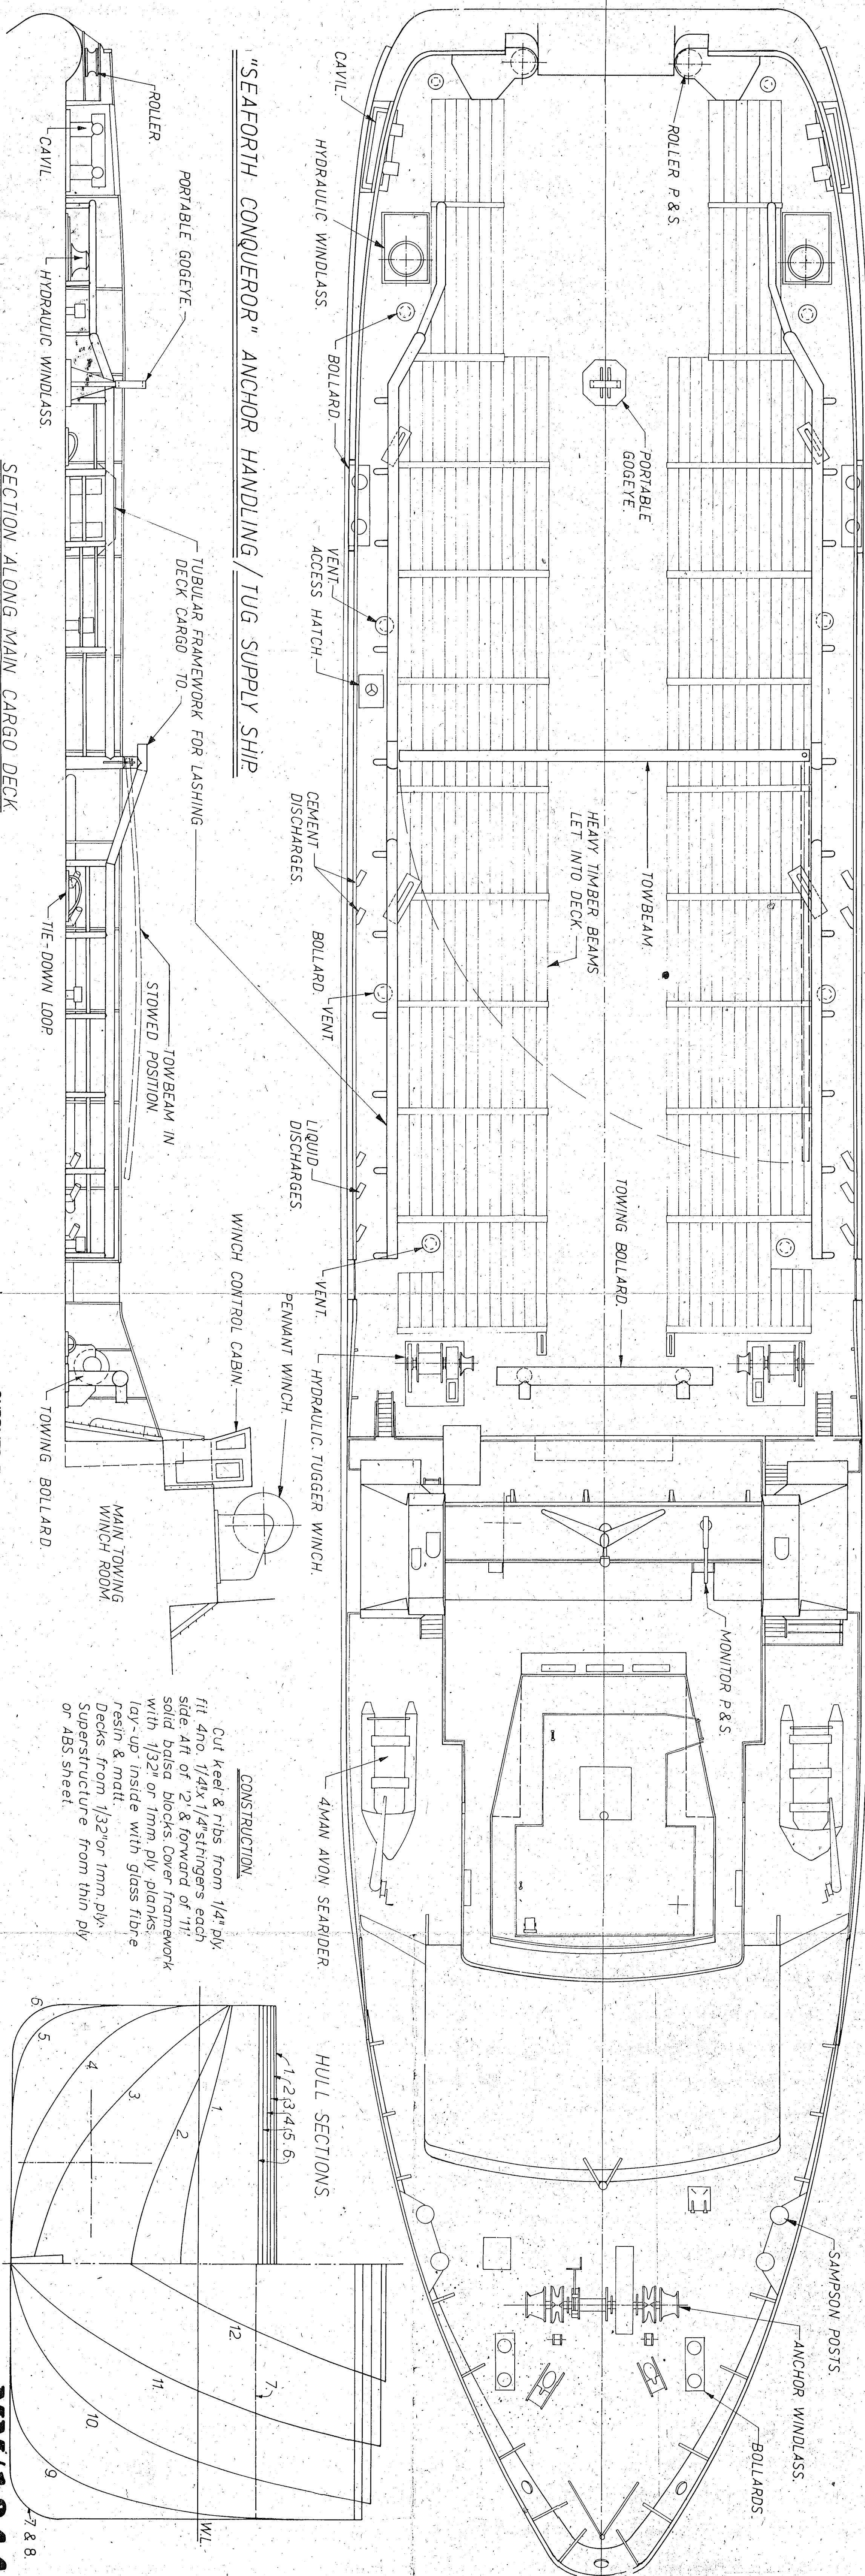 CAVIL.
HYDRAULIC WINDLASS.
BOLLARD.
VENT.
ACCESS HATCH.
CEMENT
DISCHARGES.
BOLLARD. VENT.
LIQUID
DISCHARGES.
VENT.
HYDRAULIC TUGGER WINCH.
4 MAN AVON SEARIDER
ROLLER P.& S.
PORTABLE
GOGEYE.
TOWBEAM.
HEAVY TIMBER BEAMS
LET INTO DECK.
TOWING BOLLARD.
MONITOR P.& S.
SAMPSON POSTS.
ANCHOR WINDLASS.
BOLLARDS.
"SEAFORTH CONQUEROR" ANCHOR HANDLING / TUG SUPPLY SHIP.
ROLLER
CAVIL.
PORTABLE GOGEYE.
HYDRAULIC WINDLASS.
TUBULAR FRAMEWORK FOR LASHING
DECK CARGO TO.
TOWBEAM IN
STOWED POSITION.
TIE-DOWN LOOP.
WINCH CONTROL CABIN.
PENNANT WINCH.
TOWING BOLLARD.
MAIN TOWING
WINCH ROOM.
SECTION ALONG MAIN CARGO DECK
CONSTRUCTION.
Cut keel & ribs from 1/4" ply.
fit 4no. 1/4"x 1/4" stringers each
side. Aft of '2' & forward of '11'
solid balsa blocks. Cover framework
with 1/32" or 1mm. ply planks.
lay-up inside with glass fibre
resin & matt.
Decks from 1/32" or 1mm. ply.
Superstructure from thin ply
or ABS. sheet.
HULL SECTIONS.
1. 2. 3. 4. 5. 6.
1.
2.
3.
4.
5.
6.
7.
12.
11.
10.
9.
7. & 8.
W.L.